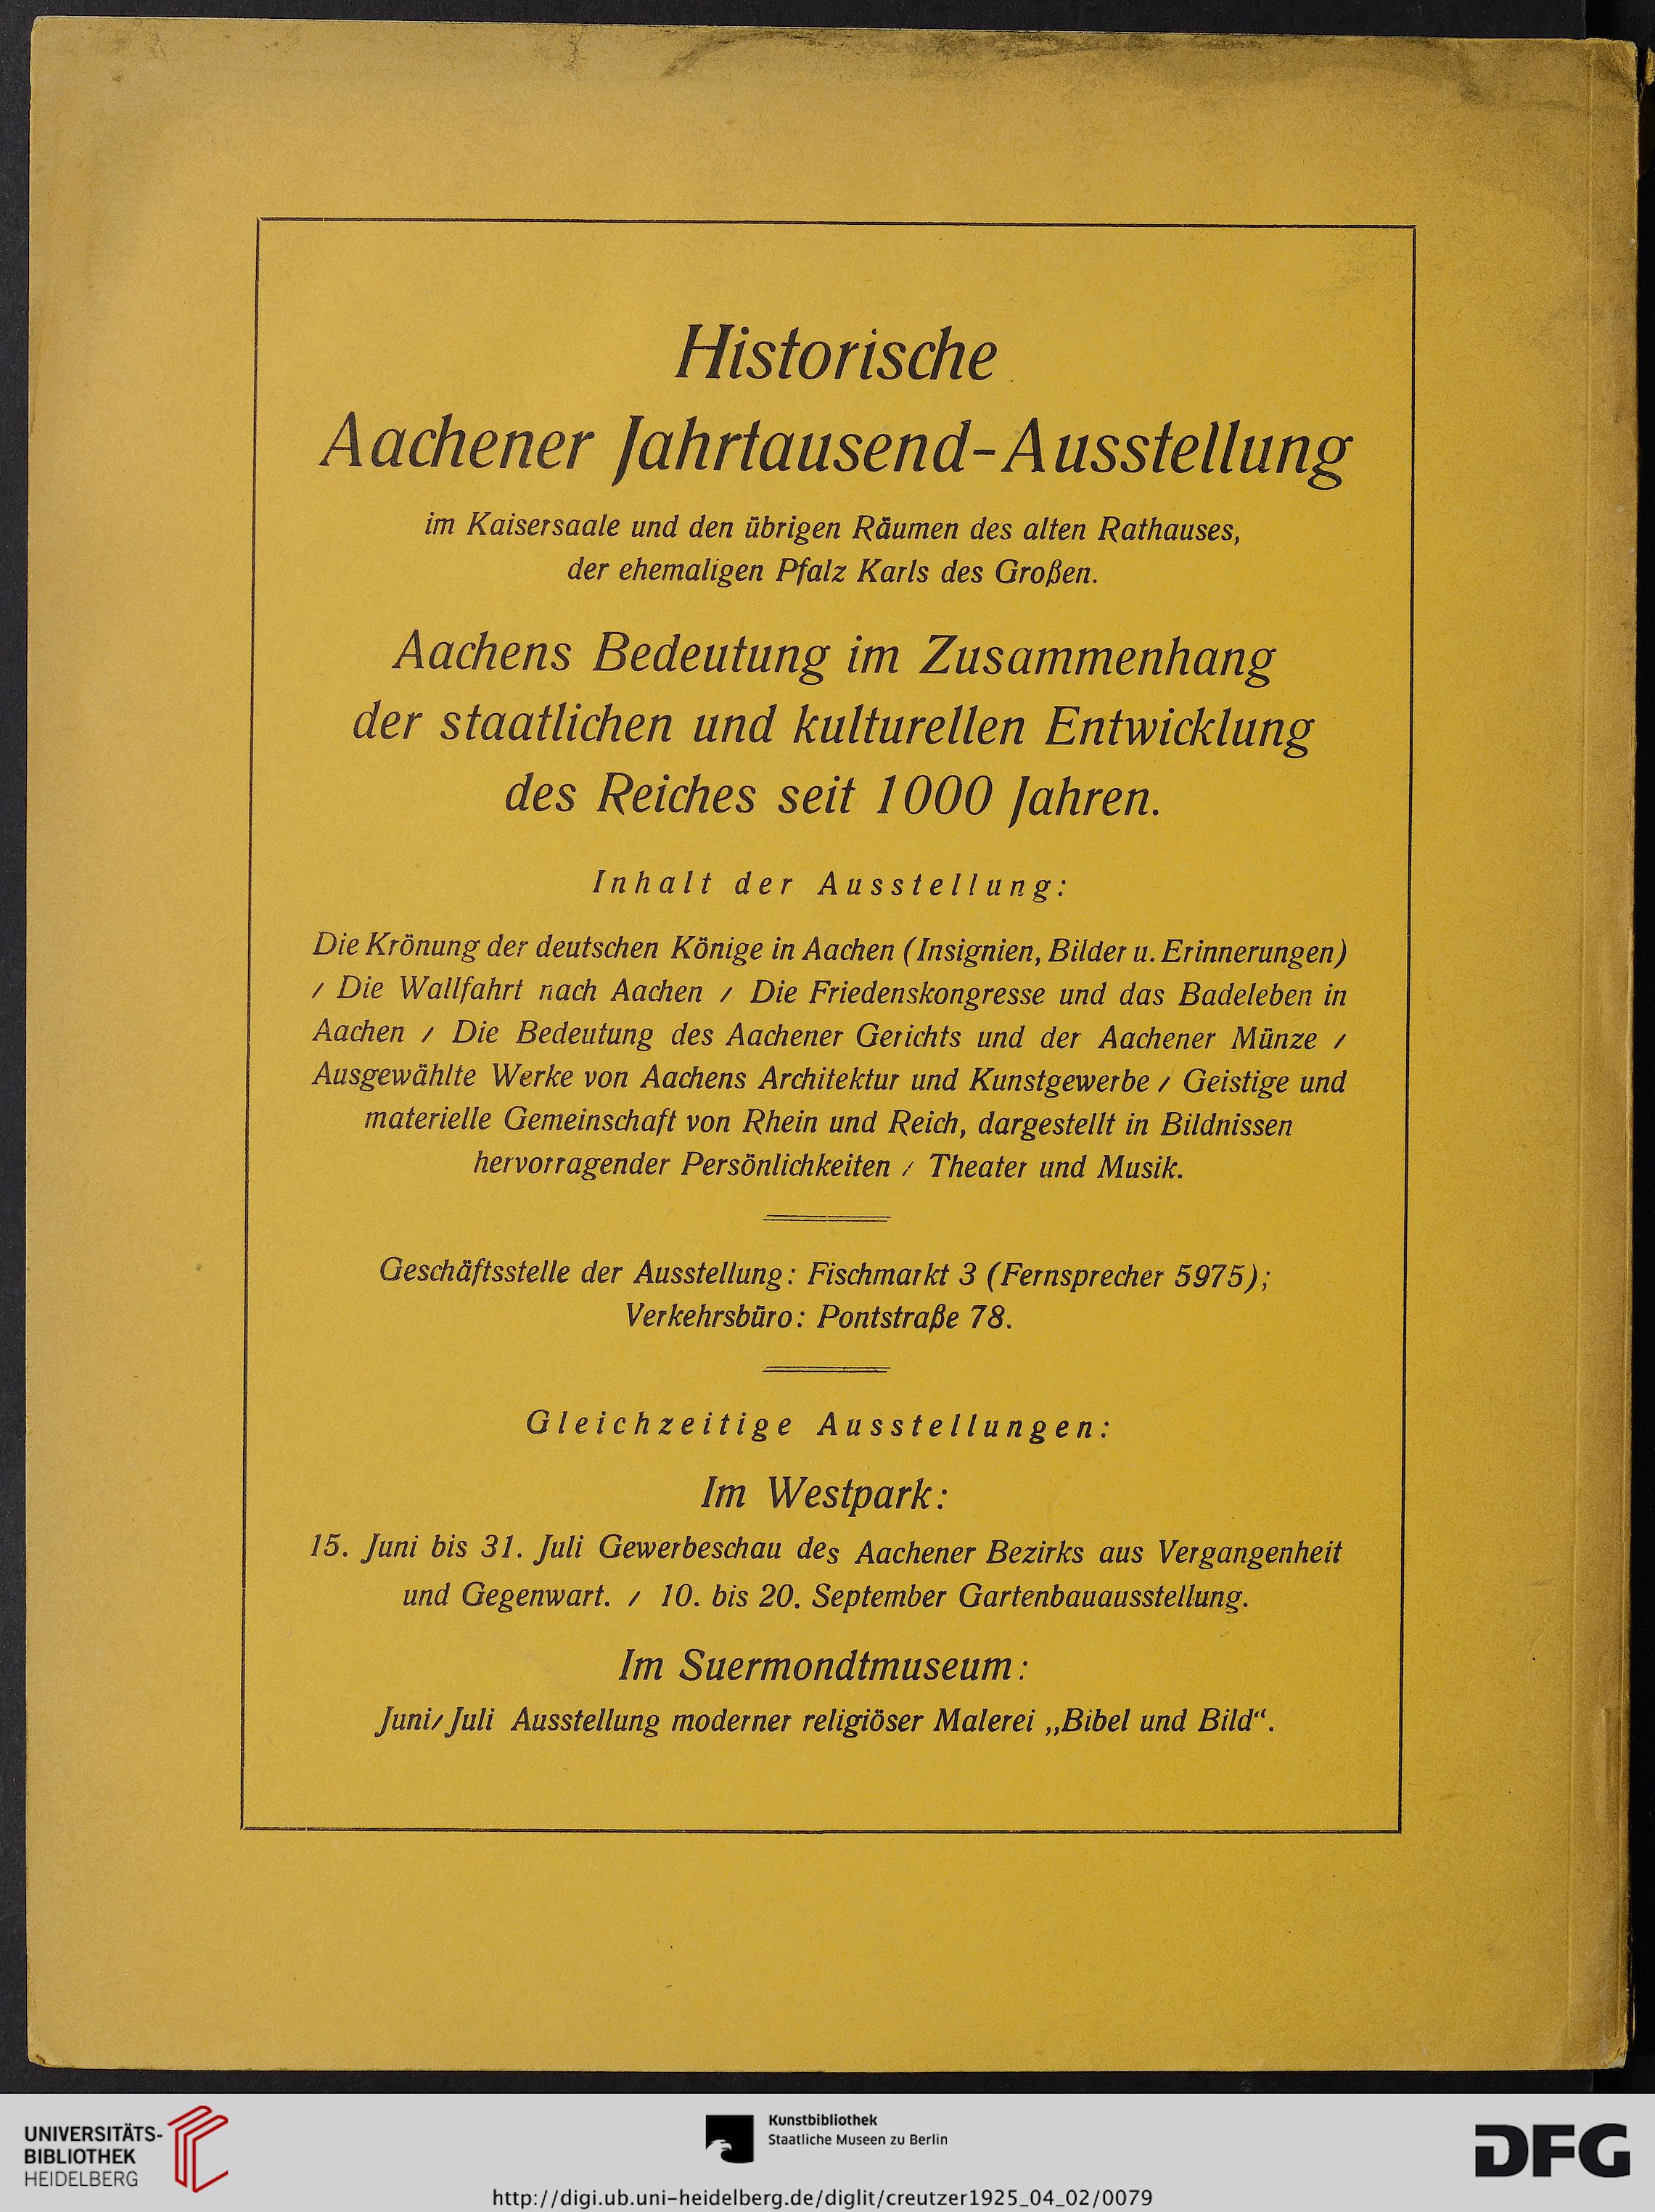 Historische
Aachener Jahrtausend-Ausstellung
im Kaisersaale und den übrigen Räumen des alten Rathauses,
der ehemaligen Pfalz Karls des Großen.
Aachens Bedeutung im Zusammenhang
der staatlichen und kulturellen Entwicklung
des Reiches seit 1000 Jahren.
Inhalt der Ausstellung:
Die Krönung der deutschen Könige in Aachen (Insignien, Bilder u. Erinnerungen)
/ Die Wallfahrt nach Aachen / Die Friedenskongresse und das Badeleben in
Aachen / Die Bedeutung des Aachener Gerichts und der Aachener Münze /
Ausgewählte Werke von Aachens Architektur und Kunstgewerbe / Geistige und
materielle Gemeinschaft von Rhein und Reich, dargestellt in Bildnissen
hervorragender Persönlichkeiten / Theater und Musik.
Geschäftsstelle der Ausstellung: Fischmarkt 3 (Fernsprecher 5975);
Verkehrsbüro: Pontstraße 78.
Gleichzeitige Ausstellungen:
Im Westpark:
15. Juni bis 31. Juli Gewerbeschau des Aachener Bezirks aus Vergangenheit
und Gegenwart. / 10. bis 20. September Gartenbauausstellung.
Im Suermondtmuseum:
Juni/Juli Ausstellung moderner religiöser Malerei „Bibel und Bild“.
UNIVERSITÄTS-
BIBLIOTHEK
HEIDELBERG
Kunstbibliothek
Staatliche Museen zu Berlin
DFG
http://digi.ub.uni-heidelberg.de/diglit/creutzer1925_04_02/0079